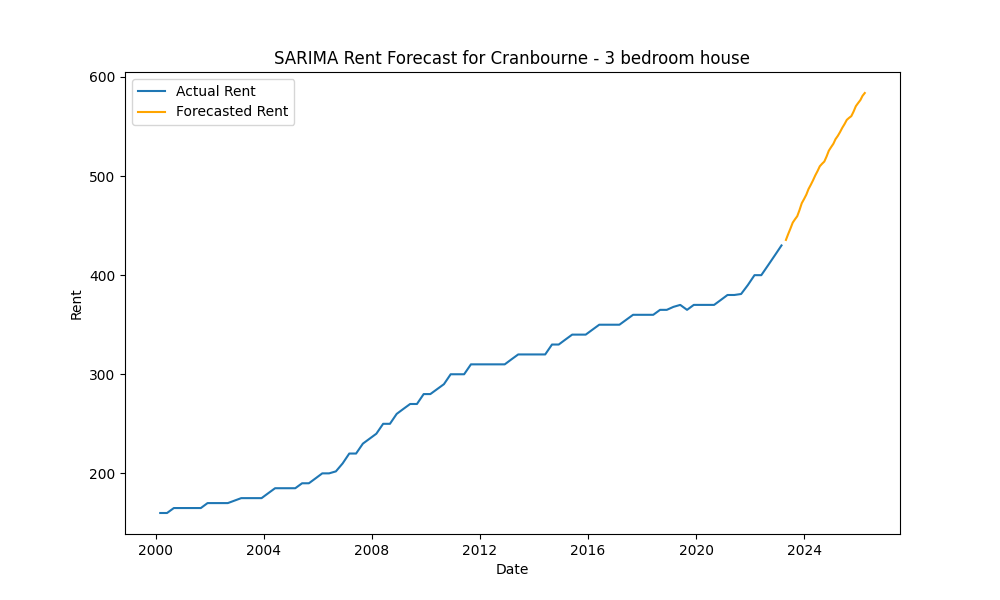 SARIMA Rent Forecast for Cranbourne - 3 bedroom house
Actual Rent
Forecasted Rent
600
500
400
300
200
Rent
2000 2004 2008 2012 2016 2020 2024
Date